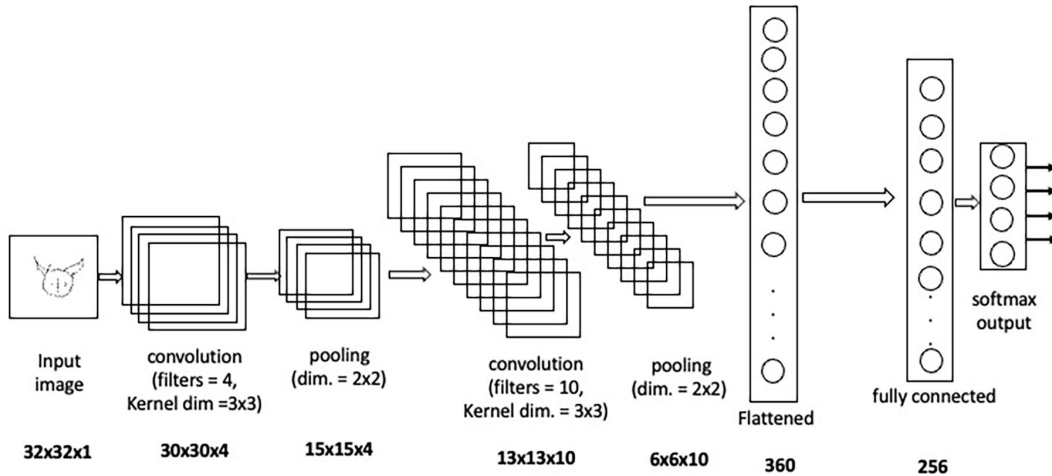 Input
image
32x32x1
convolution
(filters = 4,
Kernel dim =3x3)
30x30x4
pooling
(dim. = 2x2)
15x15x4
convolution
(filters = 10,
Kernel dim. = 3x3)
13x13x10
pooling
(dim. = 2x2)
6x6x10
Flattened
360
fully connected
256
softmax
output